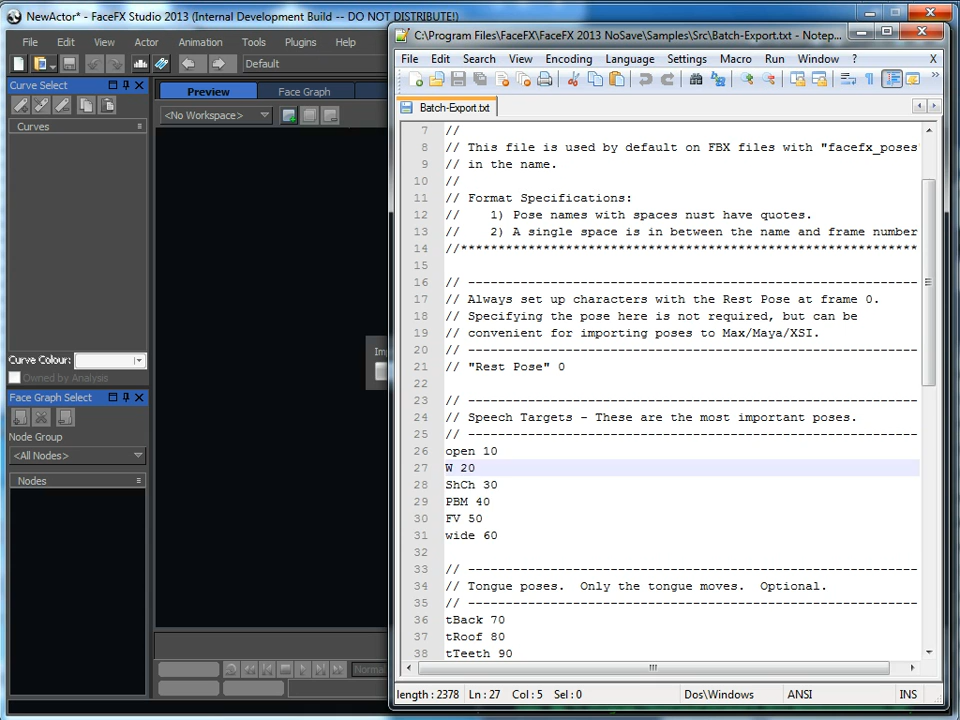 NewActor* - FaceFX Studio 2013 (Internal Development Build -- DO NOT DISTRIBUTE!)
File Edit View Actor Animation Tools Plugins Help
Default
Curve Select
Curves
Curve Colour:
Owned by Analysis
Face Graph Select
Node Group
<All Nodes>
Nodes
Preview Face Graph
<No Workspace>
Norma
C:\Program Files\FaceFX\FaceFX 2013 NoSave\Samples\Src\Batch-Export.txt - Notep...
File Edit Search View Encoding Language Settings Macro Run Window ? X
Batch-Export.txt
7 //
8 // This file is used by default on FBX files with "facefx_poses"
9 // in the name.
10 //
11 // Format Specifications:
12 // 1) Pose names with spaces nust have quotes.
13 // 2) A single space is in between the name and frame number
14 //*************************************************************
15
16 // ------------------------------------------------------------
17 // Always set up characters with the Rest Pose at frame 0.
18 // Specifying the pose here is not required, but can be
19 // convenient for importing poses to Max/Maya/XSI.
20 // ------------------------------------------------------------
21 // "Rest Pose" 0
22
23 // ------------------------------------------------------------
24 // Speech Targets - These are the most important poses.
25 // ------------------------------------------------------------
26 open 10
27 W 20
28 ShCh 30
29 PBM 40
30 FV 50
31 wide 60
32
33 // ------------------------------------------------------------
34 // Tongue poses. Only the tongue moves. Optional.
35 // ------------------------------------------------------------
36 tBack 70
37 tRoof 80
38 tTeeth 90
length : 2378 Ln : 27 Col : 5 Sel : 0 Dos\Windows ANSI INS